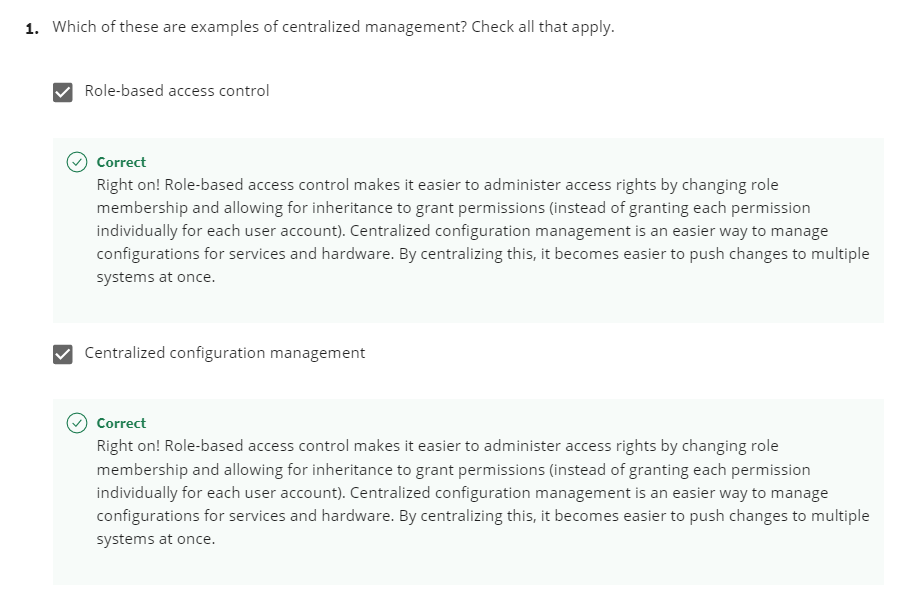 1. Which of these are examples of centralized management? Check all that apply.
Role-based access control
Correct
Right on! Role-based access control makes it easier to administer access rights by changing role
membership and allowing for inheritance to grant permissions (instead of granting each permission
individually for each user account). Centralized configuration management is an easier way to manage
configurations for services and hardware. By centralizing this, it becomes easier to push changes to multiple
systems at once.
Centralized configuration management
Correct
Right on! Role-based access control makes it easier to administer access rights by changing role
membership and allowing for inheritance to grant permissions (instead of granting each permission
individually for each user account). Centralized configuration management is an easier way to manage
configurations for services and hardware. By centralizing this, it becomes easier to push changes to multiple
systems at once.